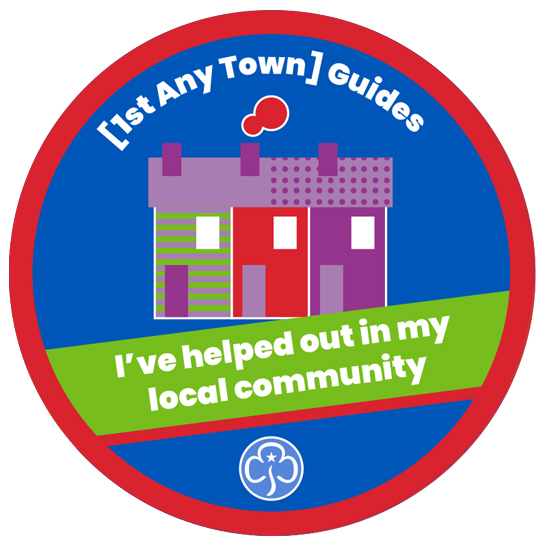 [1st Any Town] Guides
I've helped out in my
local community